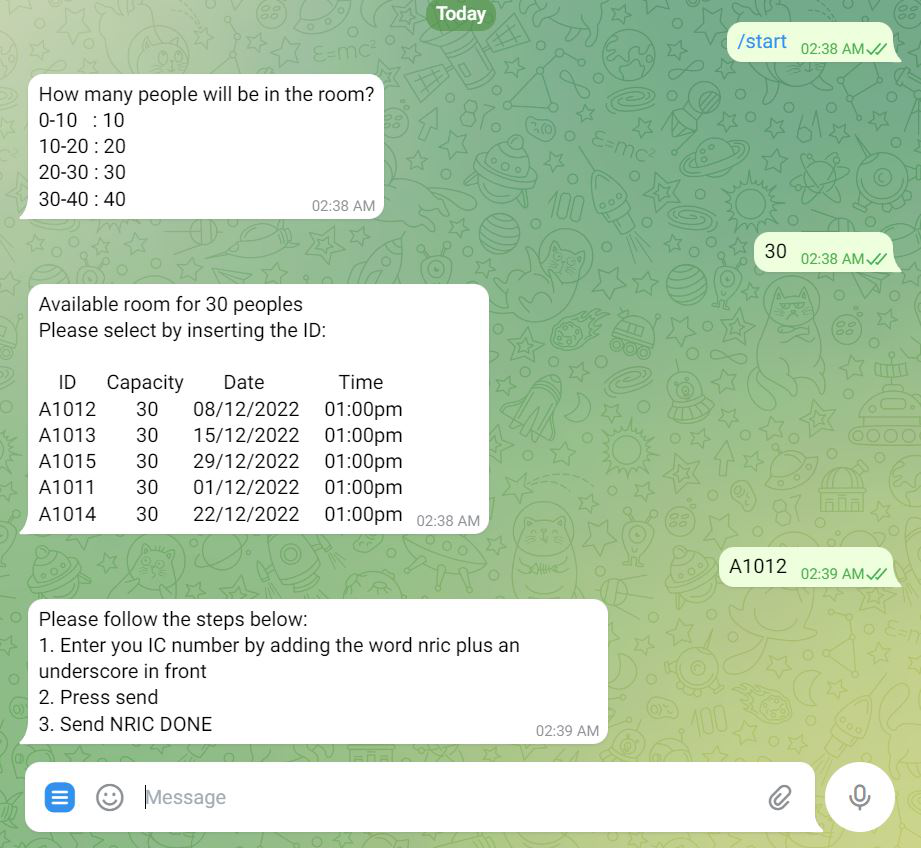 Today
/start 02:38 AM
How many people will be in the room?
0-10 : 10
10-20 : 20
20-30 : 30
30-40 : 40
02:38 AM
30 02:38 AM
Available room for 30 peoples
Please select by inserting the ID:
ID Capacity Date Time
A1012 30 08/12/2022 01:00pm
A1013 30 15/12/2022 01:00pm
A1015 30 29/12/2022 01:00pm
A1011 30 01/12/2022 01:00pm
A1014 30 22/12/2022 01:00pm
02:38 AM
A1012 02:39 AM
Please follow the steps below:
1. Enter you IC number by adding the word nric plus an
underscore in front
2. Press send
3. Send NRIC DONE
02:39 AM
Message